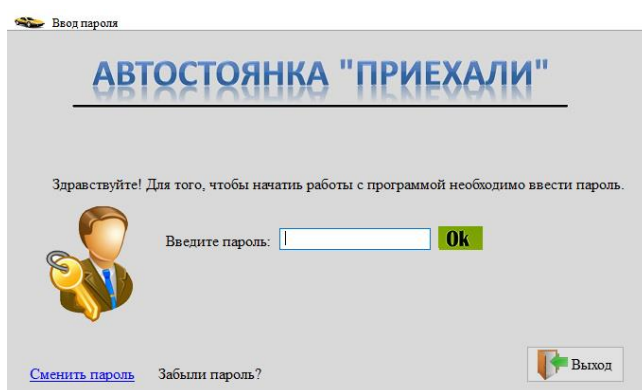 Ввод пароля
АВТОСТОЯНКА "ПРИЕХАЛИ"
Здравствуйте! Для того, чтобы начатиь работы с программой необходимо ввести пароль.
Введите пароль:
Ok
Выход
Сменить пароль
Забыли пароль?